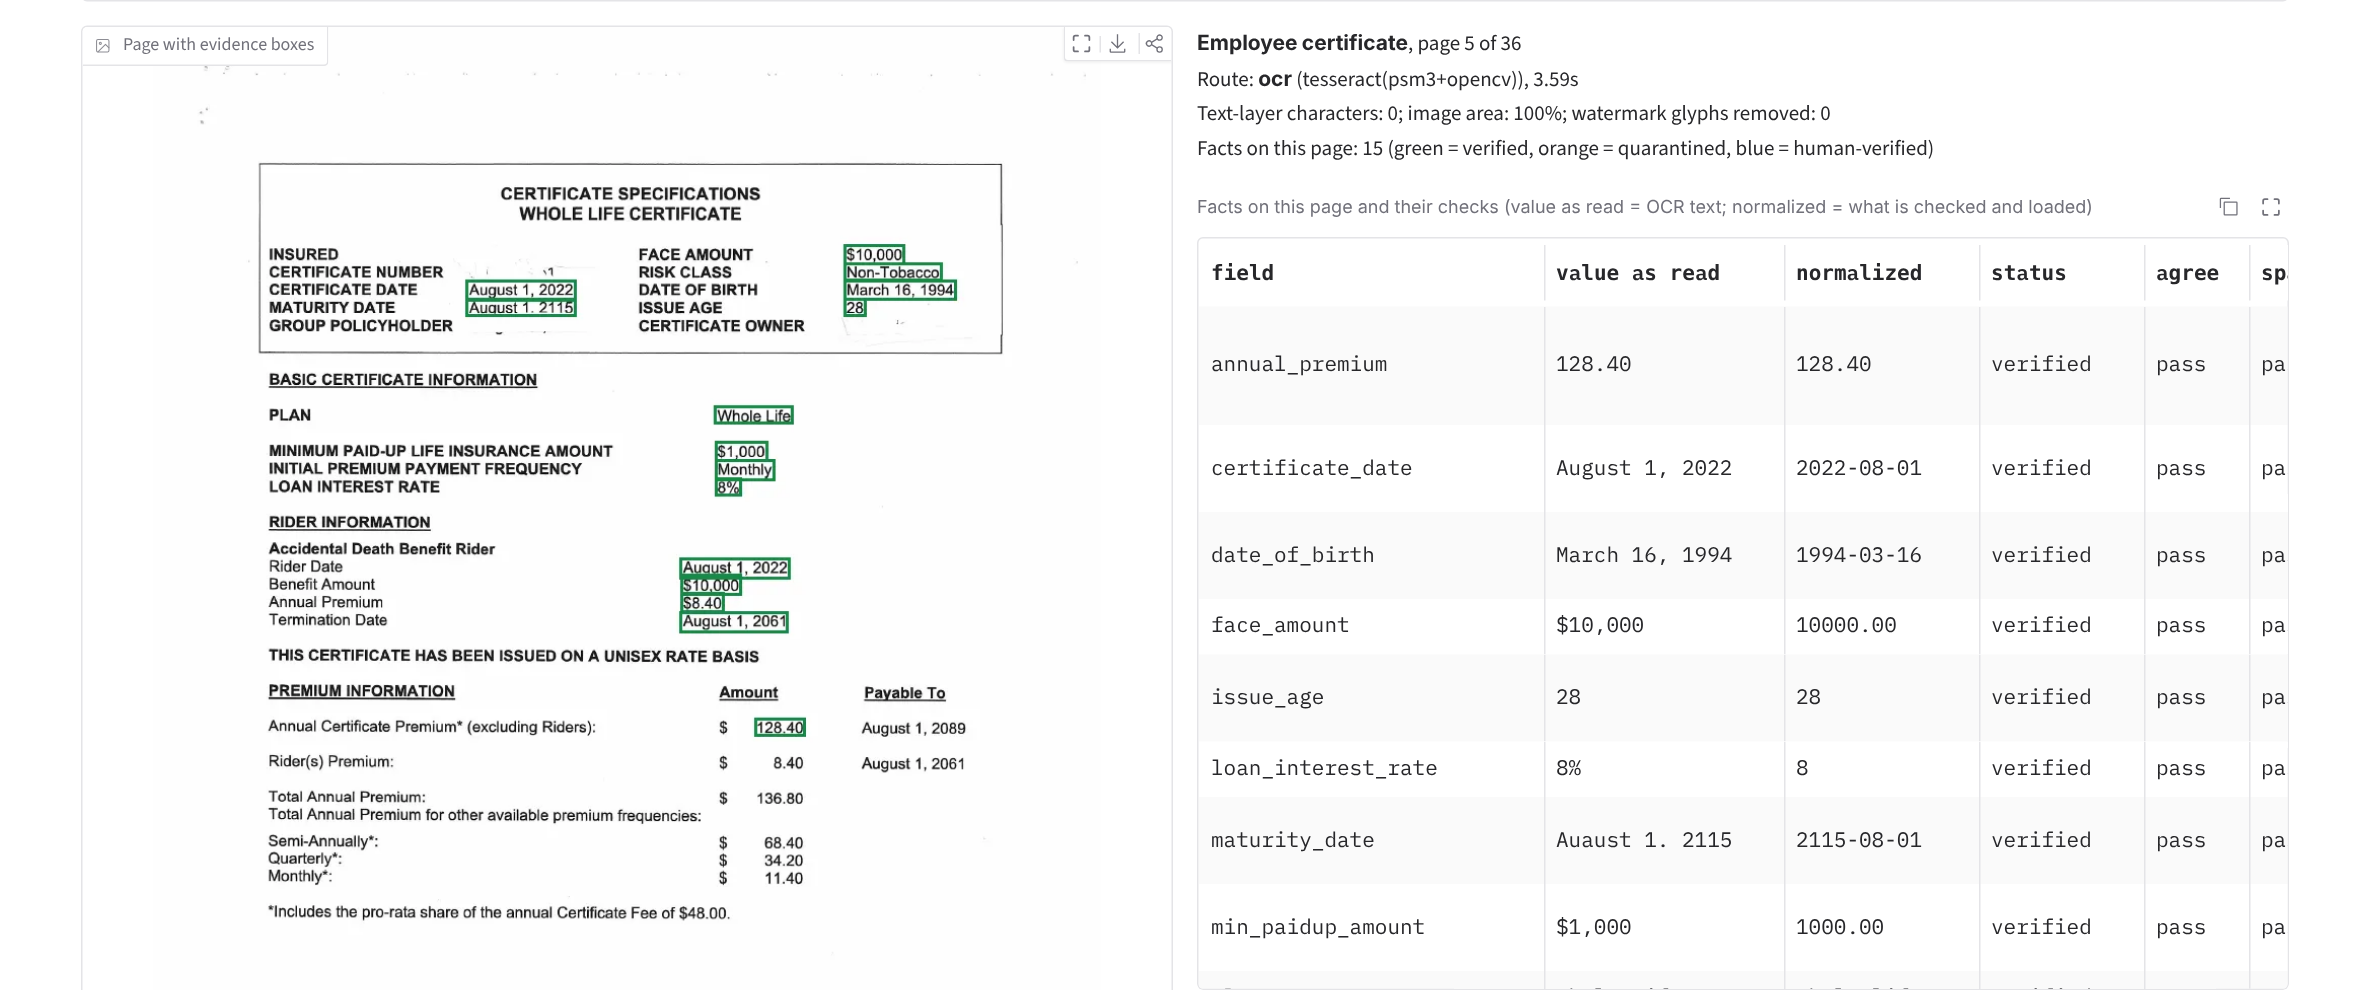 Page with evidence boxes
CERTIFICATE SPECIFICATIONS
WHOLE LIFE CERTIFICATE
INSURED
CERTIFICATE NUMBER
CERTIFICATE DATE August 1, 2022
MATURITY DATE August 1. 2115
GROUP POLICYHOLDER
FACE AMOUNT $10,000
RISK CLASS Non-Tobacco
DATE OF BIRTH March 16, 1994
ISSUE AGE 28
CERTIFICATE OWNER
BASIC CERTIFICATE INFORMATION
PLAN Whole Life
MINIMUM PAID-UP LIFE INSURANCE AMOUNT $1,000
INITIAL PREMIUM PAYMENT FREQUENCY Monthly
LOAN INTEREST RATE 8%
RIDER INFORMATION
Accidental Death Benefit Rider
Rider Date August 1, 2022
Benefit Amount $10,000
Annual Premium $8.40
Termination Date August 1, 2061
THIS CERTIFICATE HAS BEEN ISSUED ON A UNISEX RATE BASIS
PREMIUM INFORMATION Amount Payable To
Annual Certificate Premium* (excluding Riders): $ 128.40 August 1, 2089
Rider(s) Premium: $ 8.40 August 1, 2061
Total Annual Premium: $ 136.80
Total Annual Premium for other available premium frequencies:
Semi-Annually*: $ 68.40
Quarterly*: $ 34.20
Monthly*: $ 11.40
*Includes the pro-rata share of the annual Certificate Fee of $48.00.
Employee certificate, page 5 of 36
Route: ocr (tesseract(psm3+opencv)), 3.59s
Text-layer characters: 0; image area: 100%; watermark glyphs removed: 0
Facts on this page: 15 (green = verified, orange = quarantined, blue = human-verified)
Facts on this page and their checks (value as read = OCR text; normalized = what is checked and loaded)
field value as read normalized status agree sp
annual_premium 128.40 128.40 verified pass pa
certificate_date August 1, 2022 2022-08-01 verified pass pa
date_of_birth March 16, 1994 1994-03-16 verified pass pa
face_amount $10,000 10000.00 verified pass pa
issue_age 28 28 verified pass pa
loan_interest_rate 8% 8 verified pass pa
maturity_date Auaust 1. 2115 2115-08-01 verified pass pa
min_paidup_amount $1,000 1000.00 verified pass pa